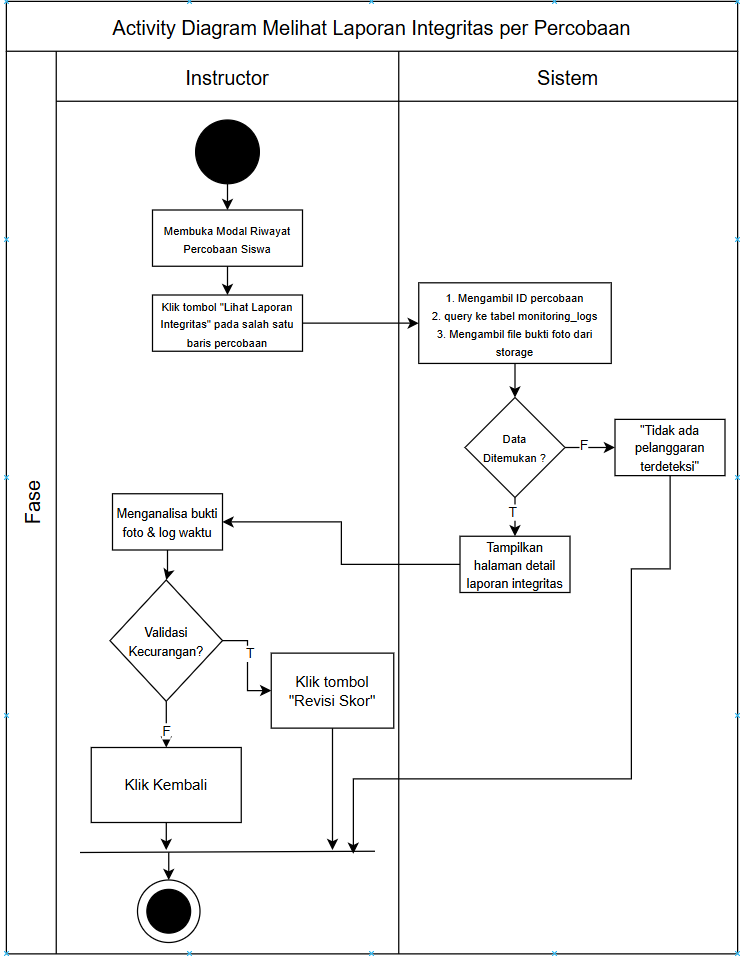 Activity Diagram Melihat Laporan Integritas per Percobaan
Instructor
Sistem
Fase
Membuka Modal Riwayat
Percobaan Siswa
Klik tombol "Lihat Laporan
Integritas" pada salah satu
baris percobaan
1. Mengambil ID percobaan
2. query ke tabel monitoring_logs
3. Mengambil file bukti foto dari
storage
Data
Ditemukan ?
F
"Tidak ada
pelanggaran
terdeteksi"
T
Tampilkan
halaman detail
laporan integritas
Menganalisa bukti
foto & log waktu
Validasi
Kecurangan?
T
Klik tombol
"Revisi Skor"
F
Klik Kembali